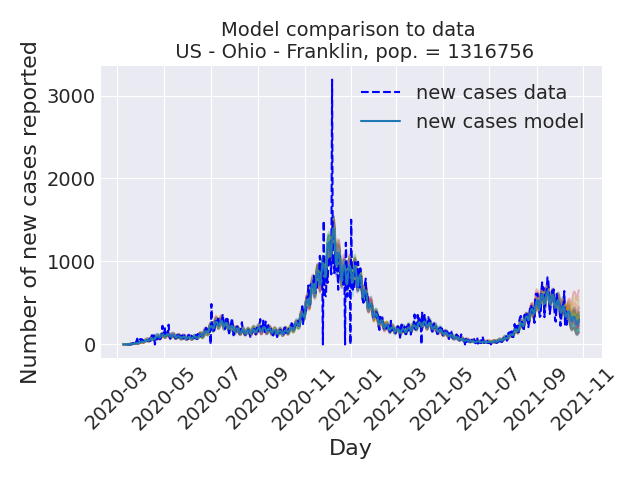 Model comparison to data
US - Ohio - Franklin, pop. = 1316756
Number of new cases reported
3000
2000
1000
0
new cases data
new cases model
2020-03
2020-05
2020-07
2020-09
2020-11
2021-01
2021-03
2021-05
2021-07
2021-09
2021-11
Day